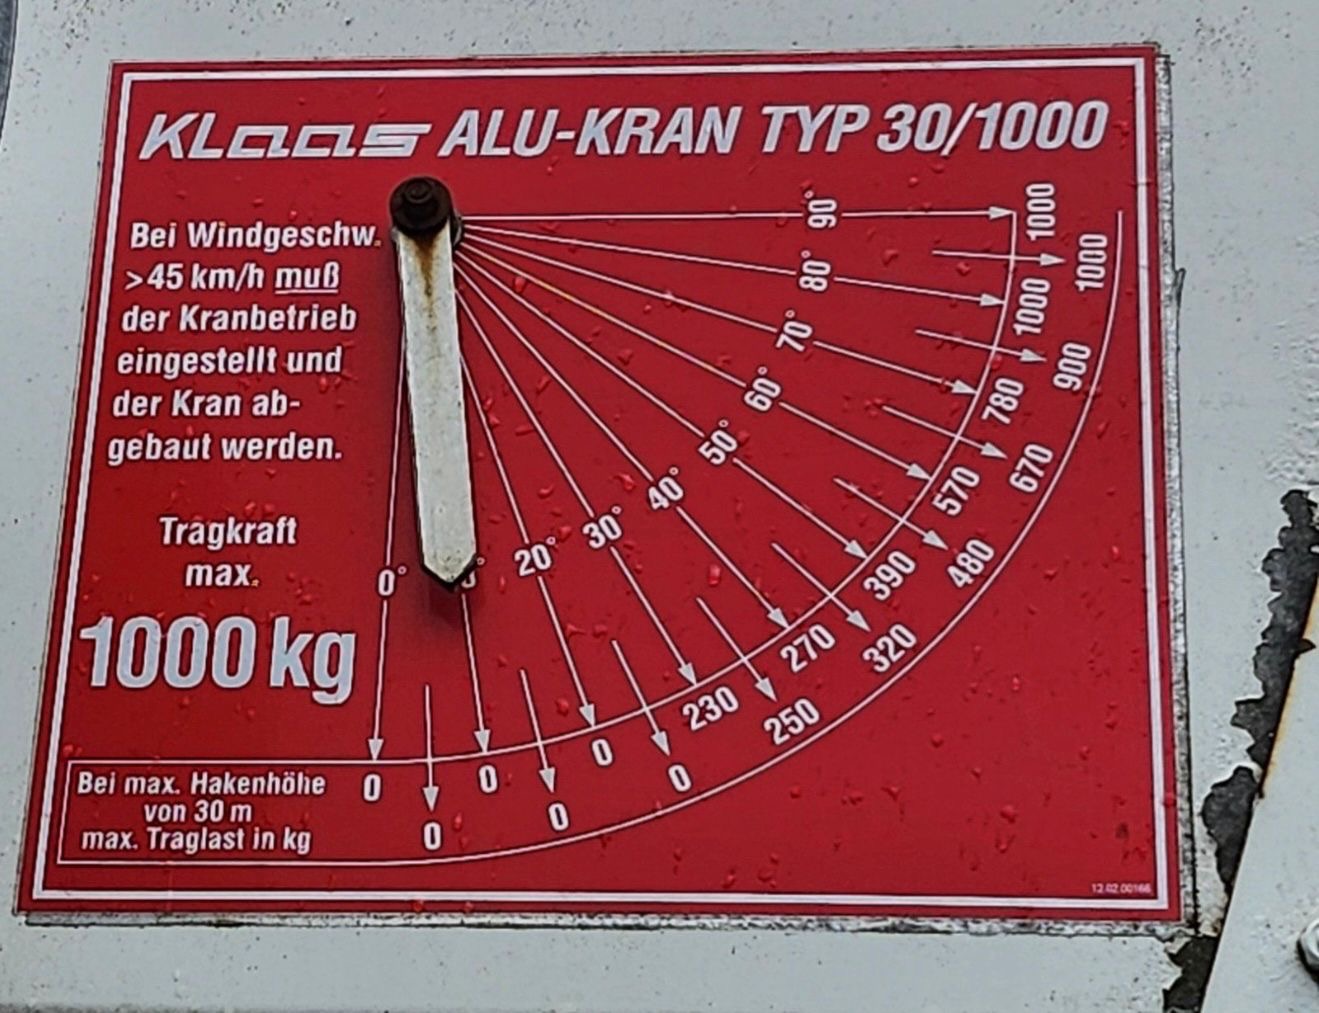 KLAAS ALU-KRAN TYP 30/1000
Bei Windgeschw.
>45 km/h muß
der Kranbetrieb
eingestellt und
der Kran ab-
gebaut werden.
Tragkraft
max.
1000 kg
90°
80°
70°
60°
50°
40°
30°
20°
0°
1000
1000
1000
900
780
670
570
480
390
320
270
250
230
0
0
0
0
0
0
0
Bei max. Hakenhöhe
von 30 m
max. Traglast in kg
12.02.00166